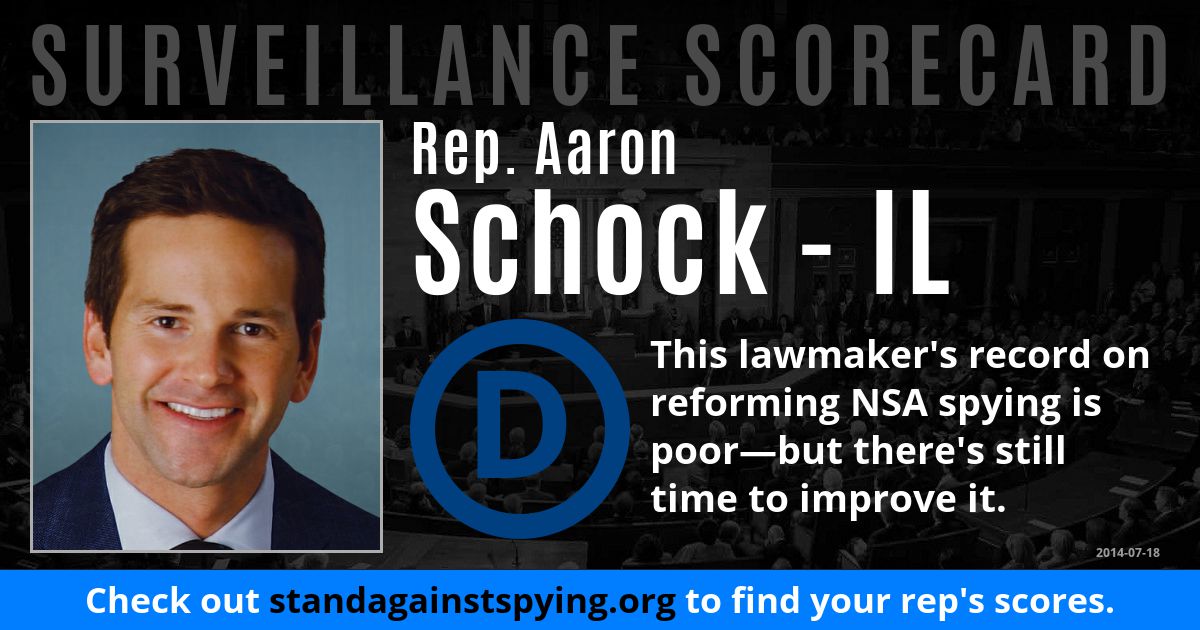 SURVEILLANCE SCORECARD
Rep. Aaron
Schock - IL
D
This lawmaker's record on
reforming NSA spying is
poor—but there's still
time to improve it.
2014-07-18
Check out standagainstspying.org to find your rep's scores.